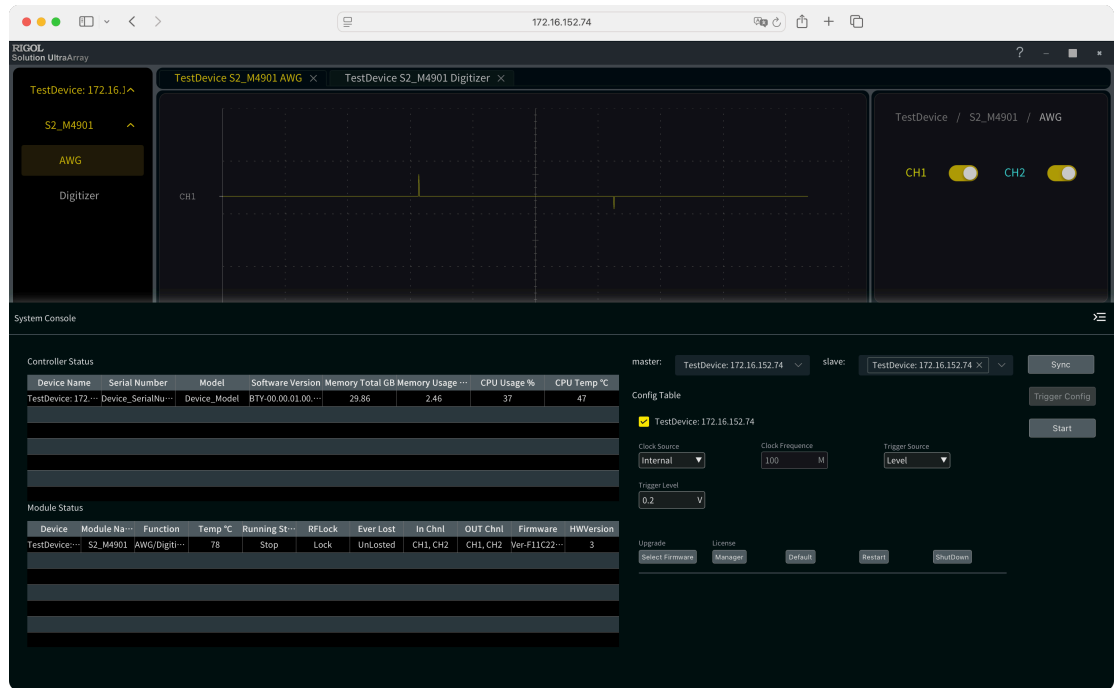 172.16.152.74
RIGOL
Solution UltraArray
?
TestDevice: 172.16.1
S2_M4901
AWG
Digitizer
TestDevice S2_M4901 AWG × TestDevice S2_M4901 Digitizer ×
CH1
TestDevice / S2_M4901 / AWG
CH1 CH2
System Console
Controller Status
Device Name Serial Number Model Software Version Memory Total GB Memory Usage ··· CPU Usage % CPU Temp °C
TestDevice: 172.··· Device_SerialNu··· Device_Model BTY-00.00.01.00.··· 29.86 2.46 37 47
Module Status
Device Module Na··· Function Temp °C Running St··· RFLock Ever Lost In Chnl OUT Chnl Firmware HWVersion
TestDevice:··· S2_M4901 AWG/Digiti··· 78 Stop Lock UnLosted CH1, CH2 CH1, CH2 Ver-F11C22··· 3
master: TestDevice: 172.16.152.74 slave: TestDevice: 172.16.152.74 × Sync
Config Table
Trigger Config
TestDevice: 172.16.152.74
Start
Clock Source Clock Frequence Trigger Source
Internal 100 M Level
Trigger Level
0.2 V
Upgrade License
Select Firmware Manager Default Restart ShutDown